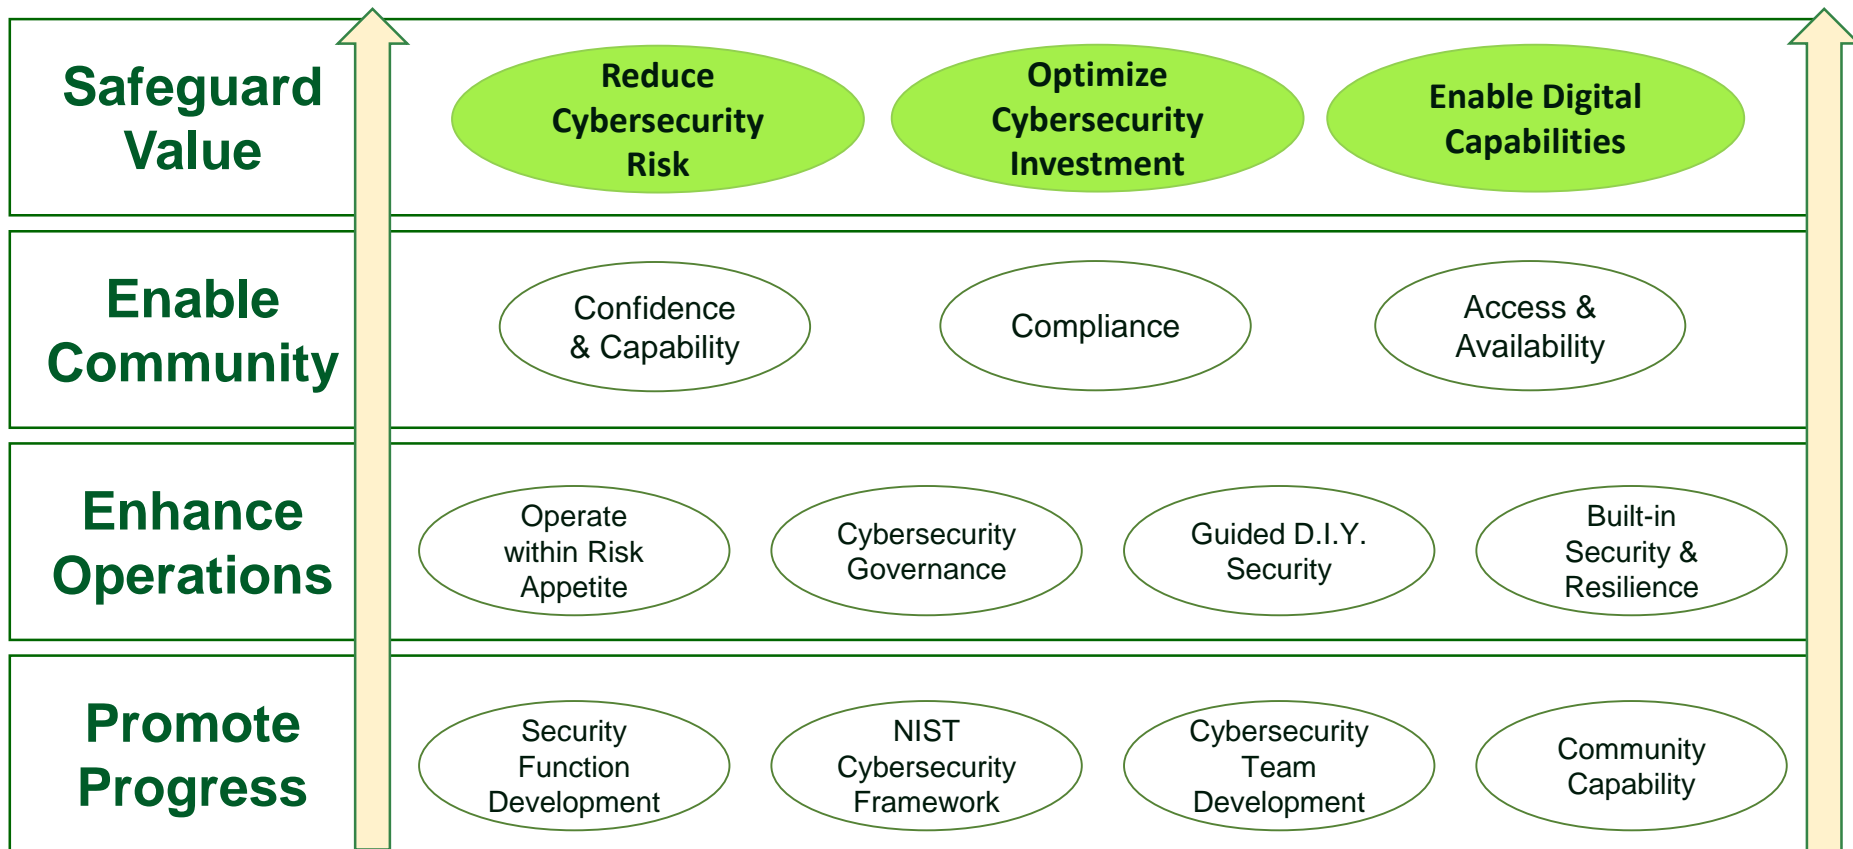 Safeguard
Value
Reduce
Cybersecurity
Risk
Optimize
Cybersecurity
Investment
Enable Digital
Capabilities
Enable
Community
Confidence
& Capability
Compliance
Access &
Availability
Enhance
Operations
Operate
within Risk
Appetite
Cybersecurity
Governance
Guided D.I.Y.
Security
Built-in
Security &
Resilience
Promote
Progress
Security
Function
Development
NIST
Cybersecurity
Framework
Cybersecurity
Team
Development
Community
Capability